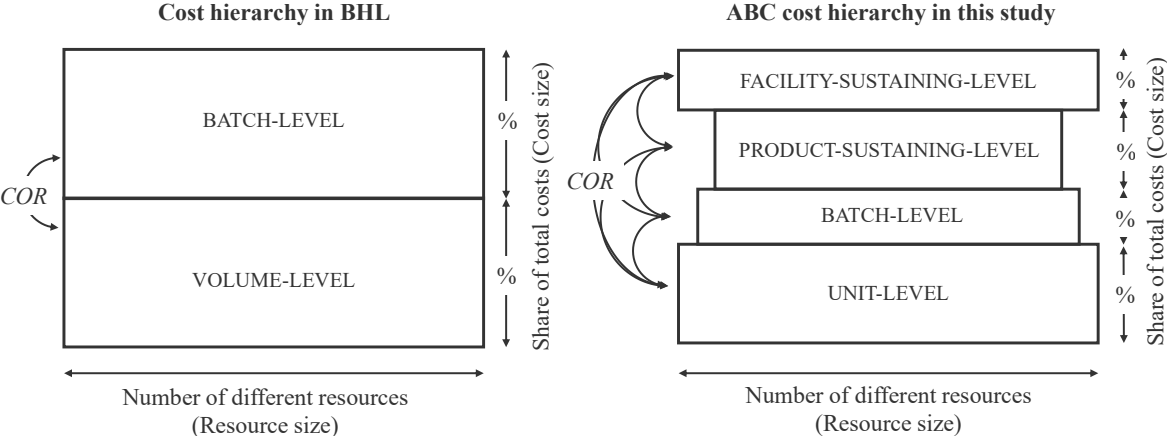 Cost hierarchy in BHL
BATCH-LEVEL
VOLUME-LEVEL
COR
%
%
Share of total costs (Cost size)
Number of different resources
(Resource size)
ABC cost hierarchy in this study
FACILITY-SUSTAINING-LEVEL
PRODUCT-SUSTAINING-LEVEL
BATCH-LEVEL
UNIT-LEVEL
COR
%
%
%
%
Share of total costs (Cost size)
Number of different resources
(Resource size)